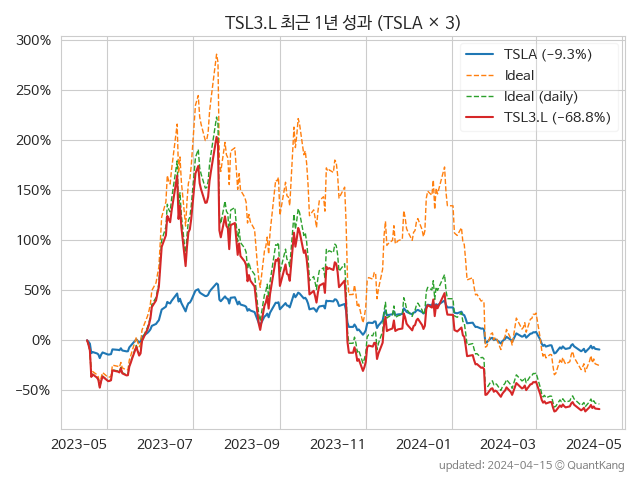 TSL3.L 최근 1년 성과 (TSLA × 3)
300%
250%
200%
150%
100%
50%
0%
−50%
TSLA (−9.3%)
Ideal
Ideal (daily)
TSL3.L (−68.8%)
2023−05
2023−07
2023−09
2023−11
2024−01
2024−03
2024−05
updated: 2024−04−15 © QuantKang